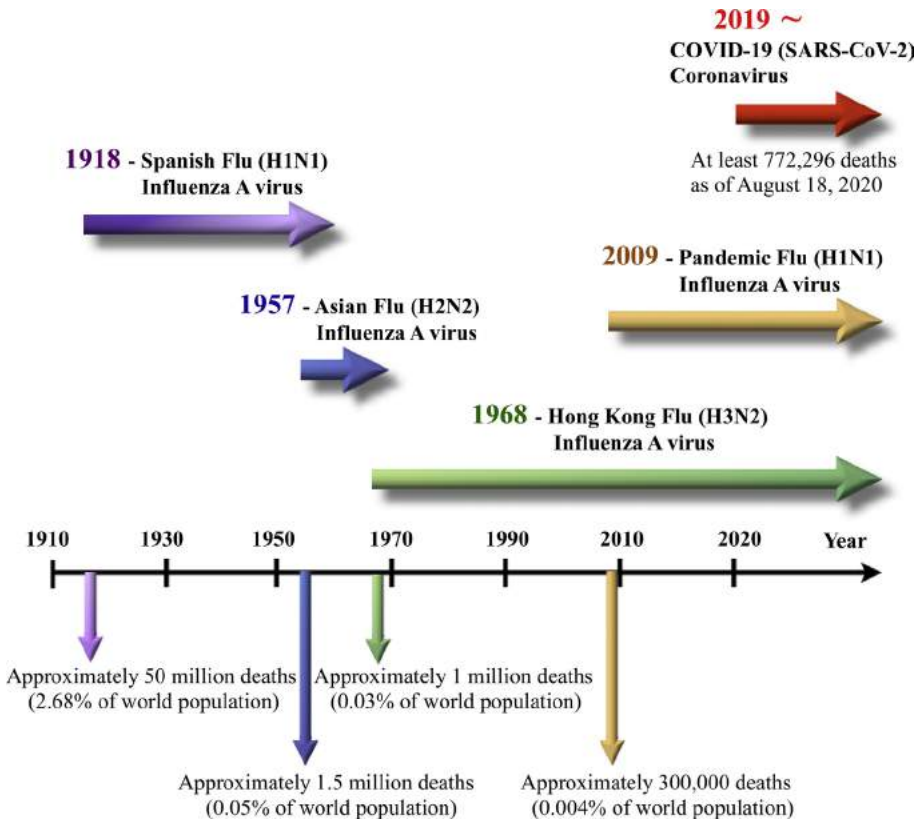 2019 ~
COVID-19 (SARS-CoV-2)
Coronavirus
At least 772,296 deaths
as of August 18, 2020
1918 - Spanish Flu (H1N1)
Influenza A virus
2009 - Pandemic Flu (H1N1)
Influenza A virus
1957 - Asian Flu (H2N2)
Influenza A virus
1968 - Hong Kong Flu (H3N2)
Influenza A virus
1910 1930 1950 1970 1990 2010 2020 Year
Approximately 50 million deaths
(2.68% of world population)
Approximately 1 million deaths
(0.03% of world population)
Approximately 1.5 million deaths
(0.05% of world population)
Approximately 300,000 deaths
(0.004% of world population)